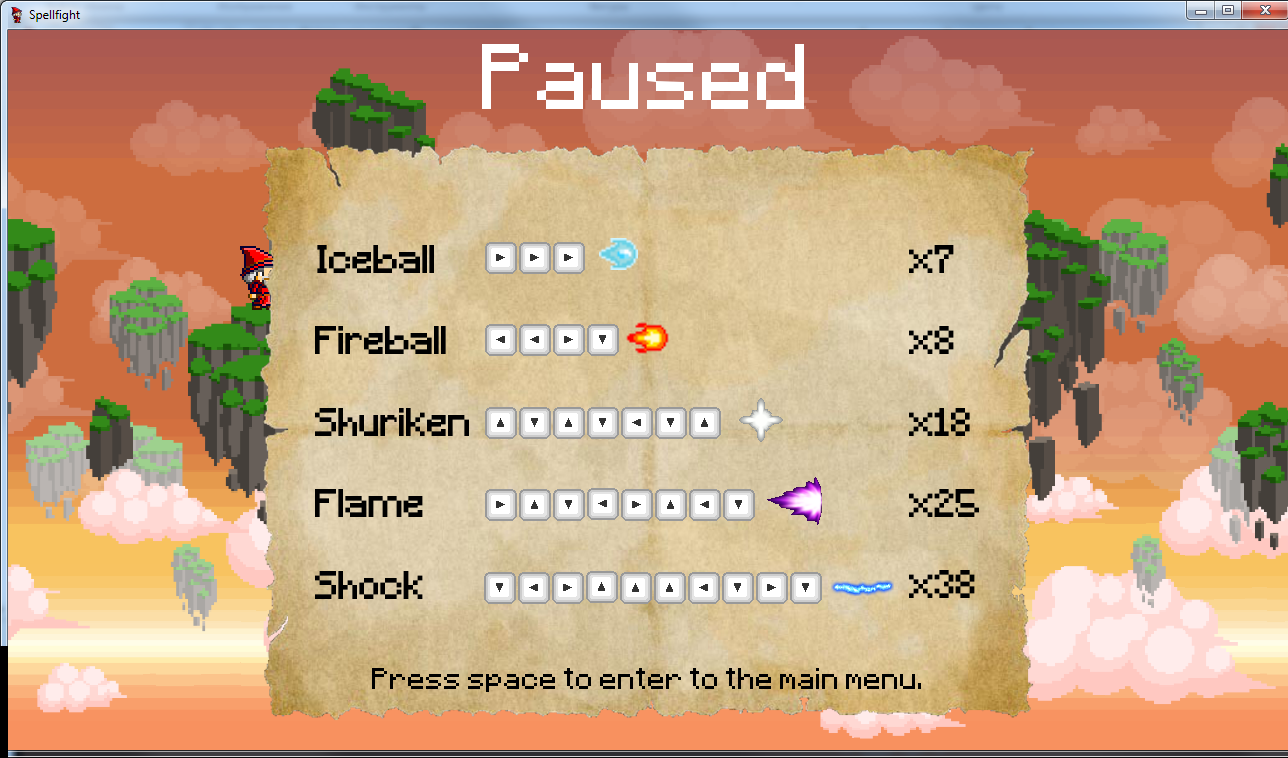 Spellfight
Paused
Iceball ► ► ► x7
Fireball ◄ ◄ ► ▼ x8
Shuriken ▲ ▼ ▲ ▼ ◄ ▼ ▲ x18
Flame ► ▲ ▼ ◄ ► ▲ ◄ ▼ x25
Shock ▼ ◄ ► ▲ ▲ ▲ ◄ ▼ ► ▼ x38
Press space to enter to the main menu.